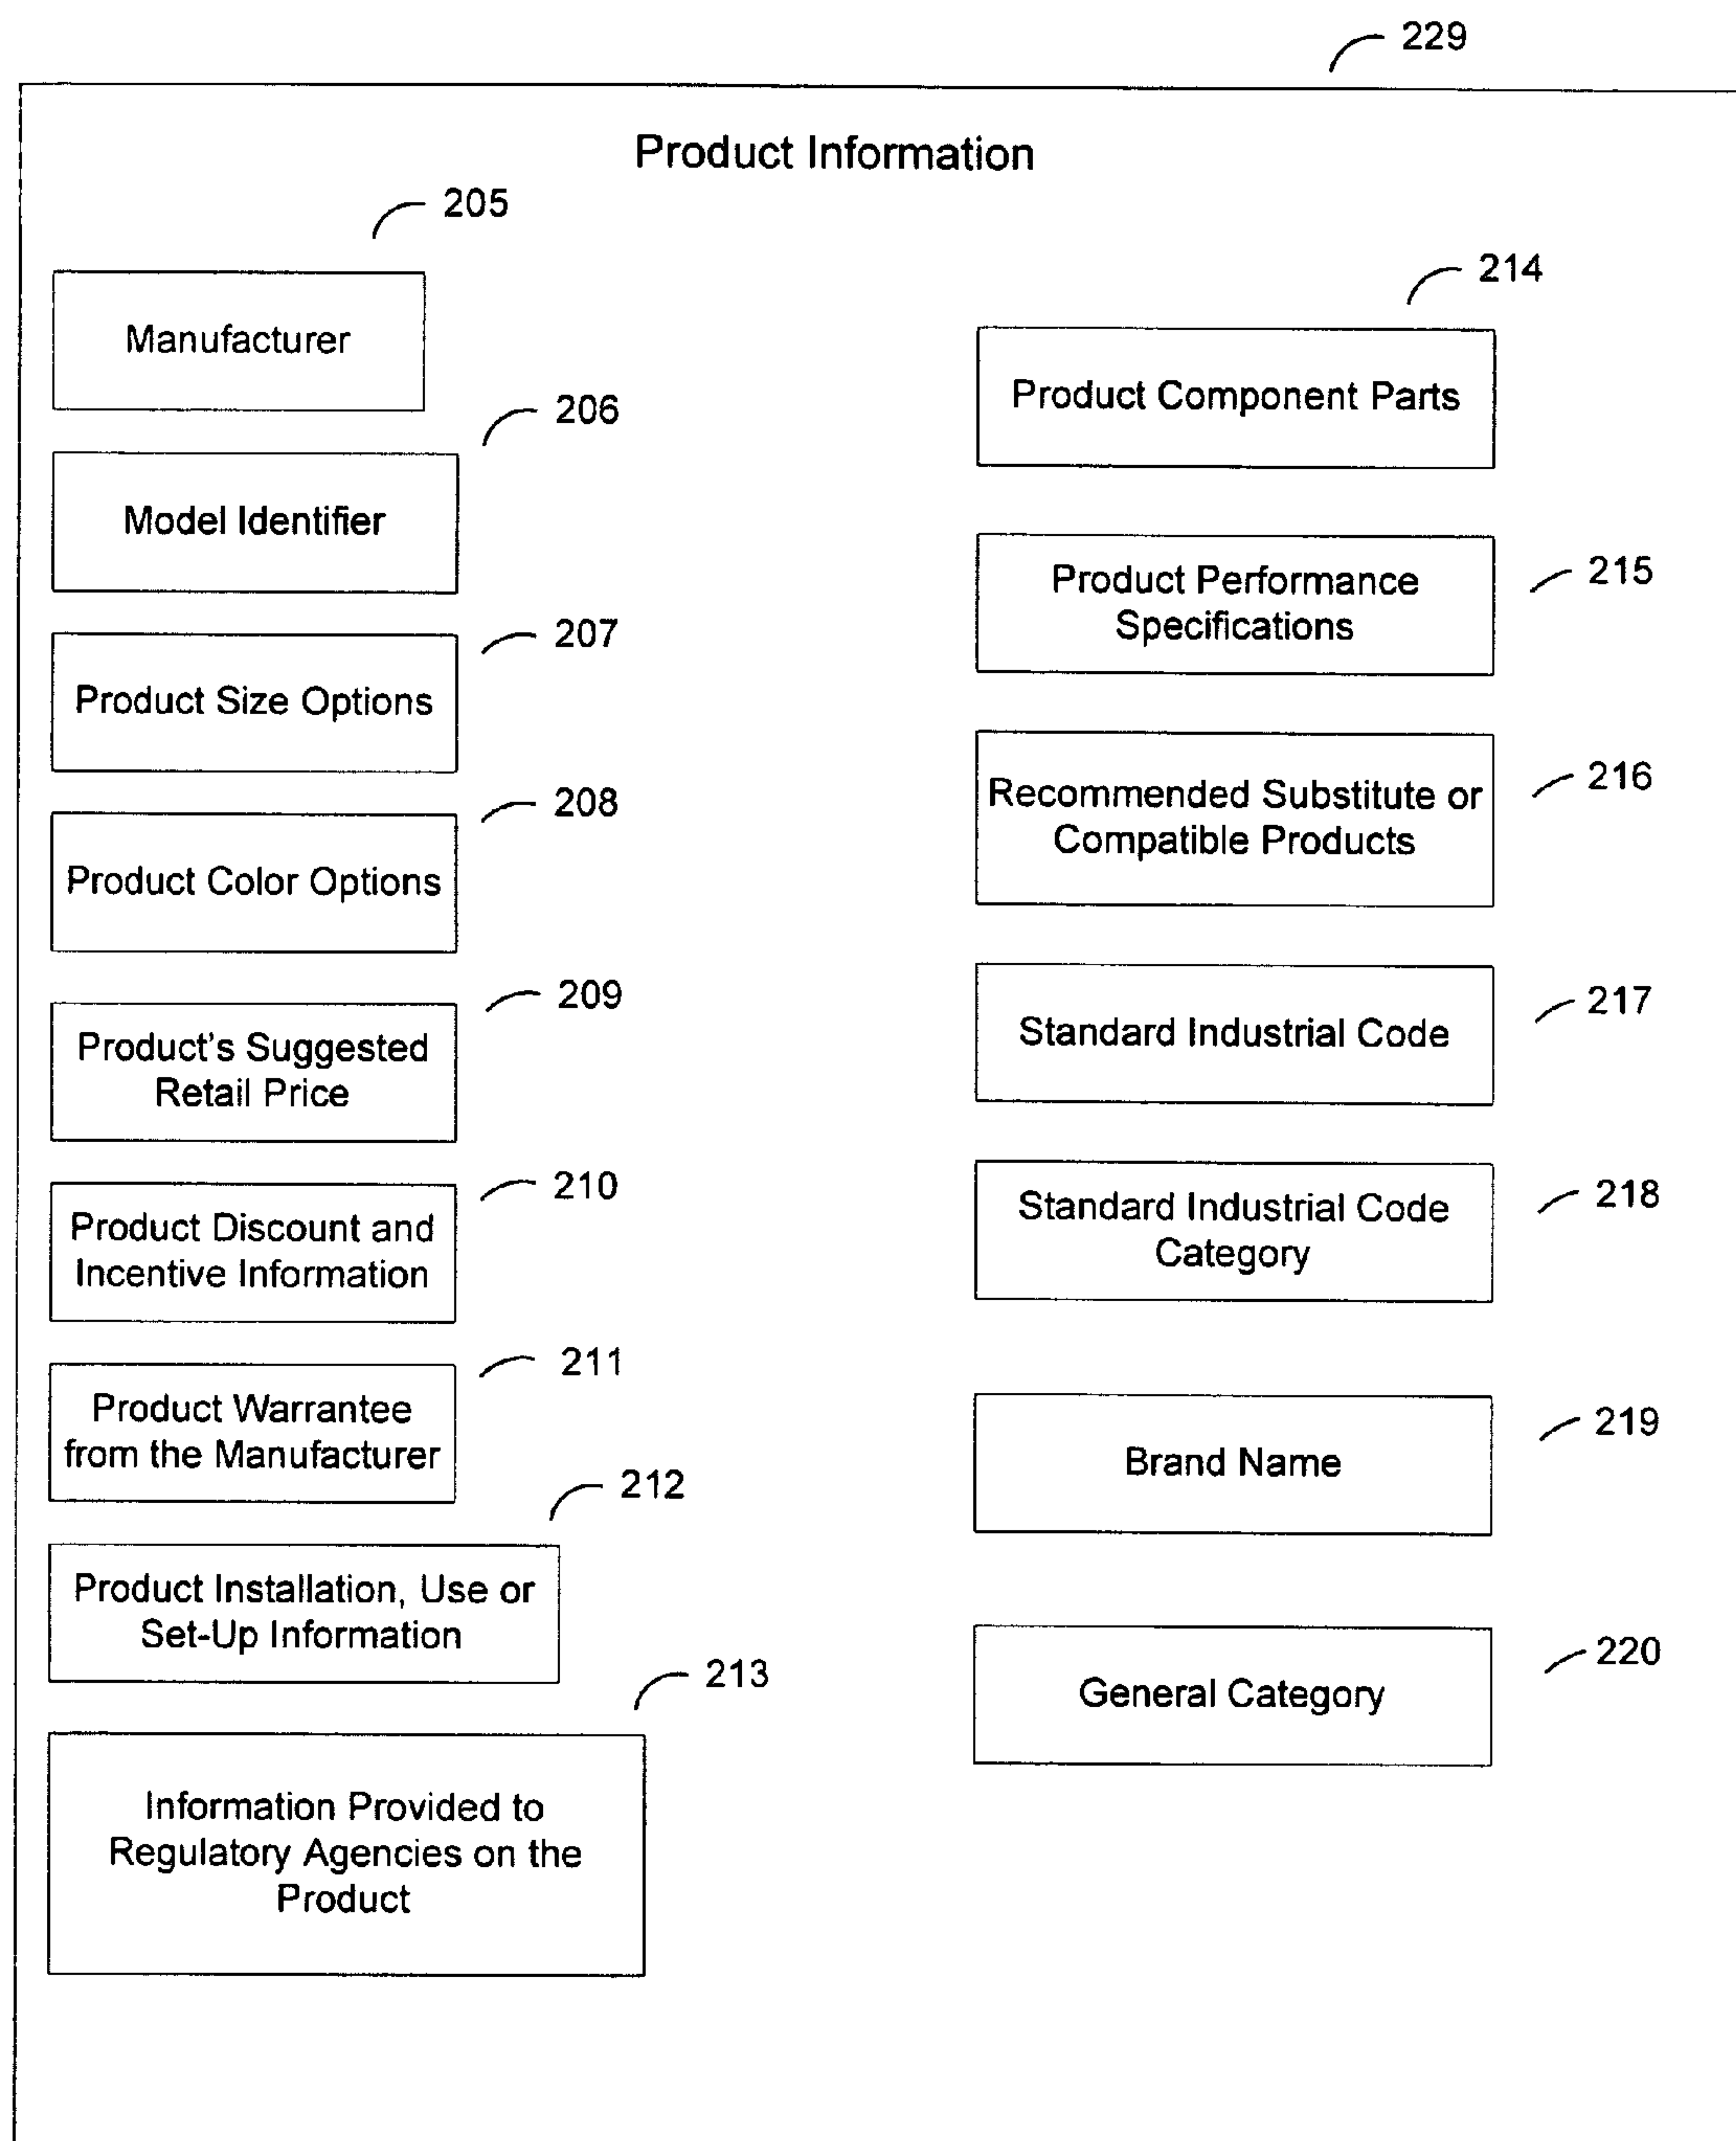 229
Product Information
205
Manufacturer
206
Model Identifier
207
Product Size Options
208
Product Color Options
209
Product's Suggested
Retail Price
210
Product Discount and
Incentive Information
211
Product Warrantee
from the Manufacturer
212
Product Installation, Use or
Set-Up Information
213
Information Provided to
Regulatory Agencies on the
Product
214
Product Component Parts
215
Product Performance
Specifications
216
Recommended Substitute or
Compatible Products
217
Standard Industrial Code
218
Standard Industrial Code
Category
219
Brand Name
220
General Category